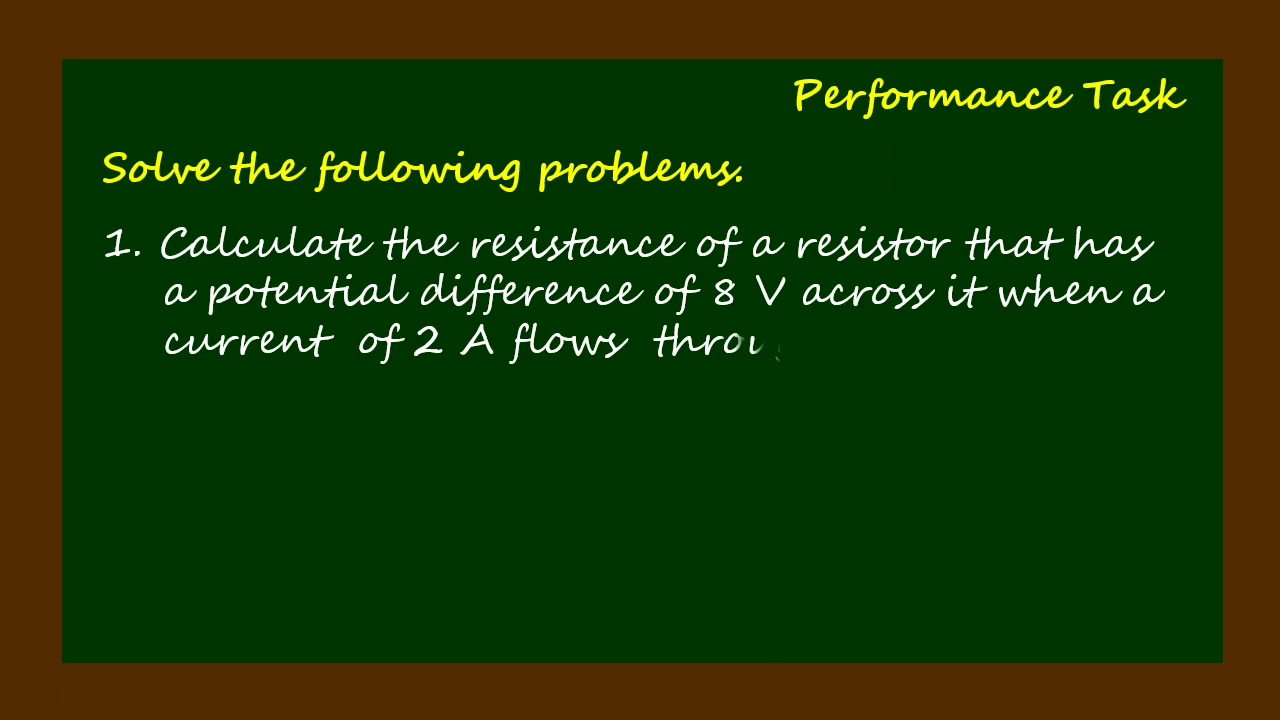 Performance Task
Solve the following problems.
1. Calculate the resistance of a resistor that has
a potential difference of 8 V across it when a
current of 2 A flows